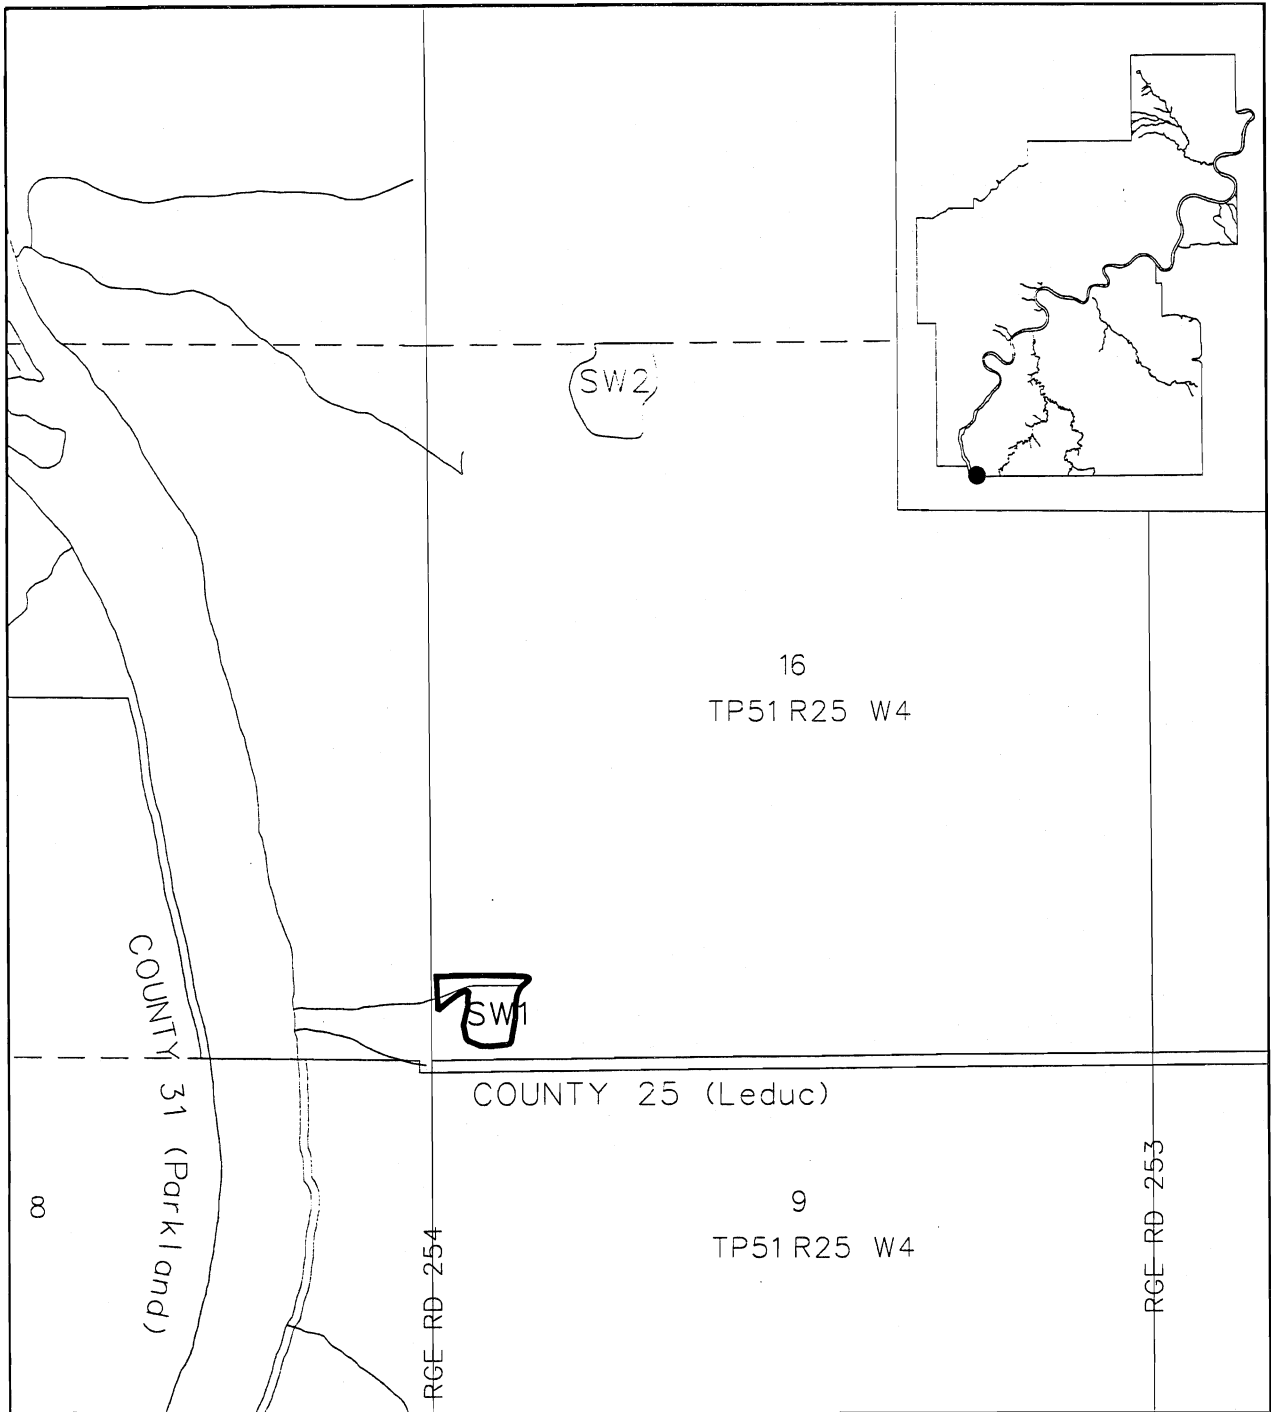 SW2
16
TP51 R25 W4
SW1
COUNTY 25 (Leduc)
COUNTY 31 (Parkland)
8
9
TP51 R25 W4
RGE RD 254
RGE RD 253